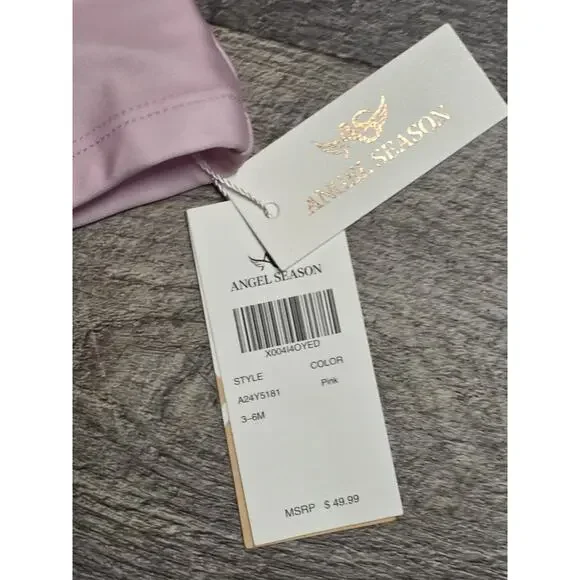 ANGEL SEASON
ANGEL SEASON
X004I4OYED
STYLE COLOR
A24Y5181 Pink
3-6M
MSRP $ 49.99